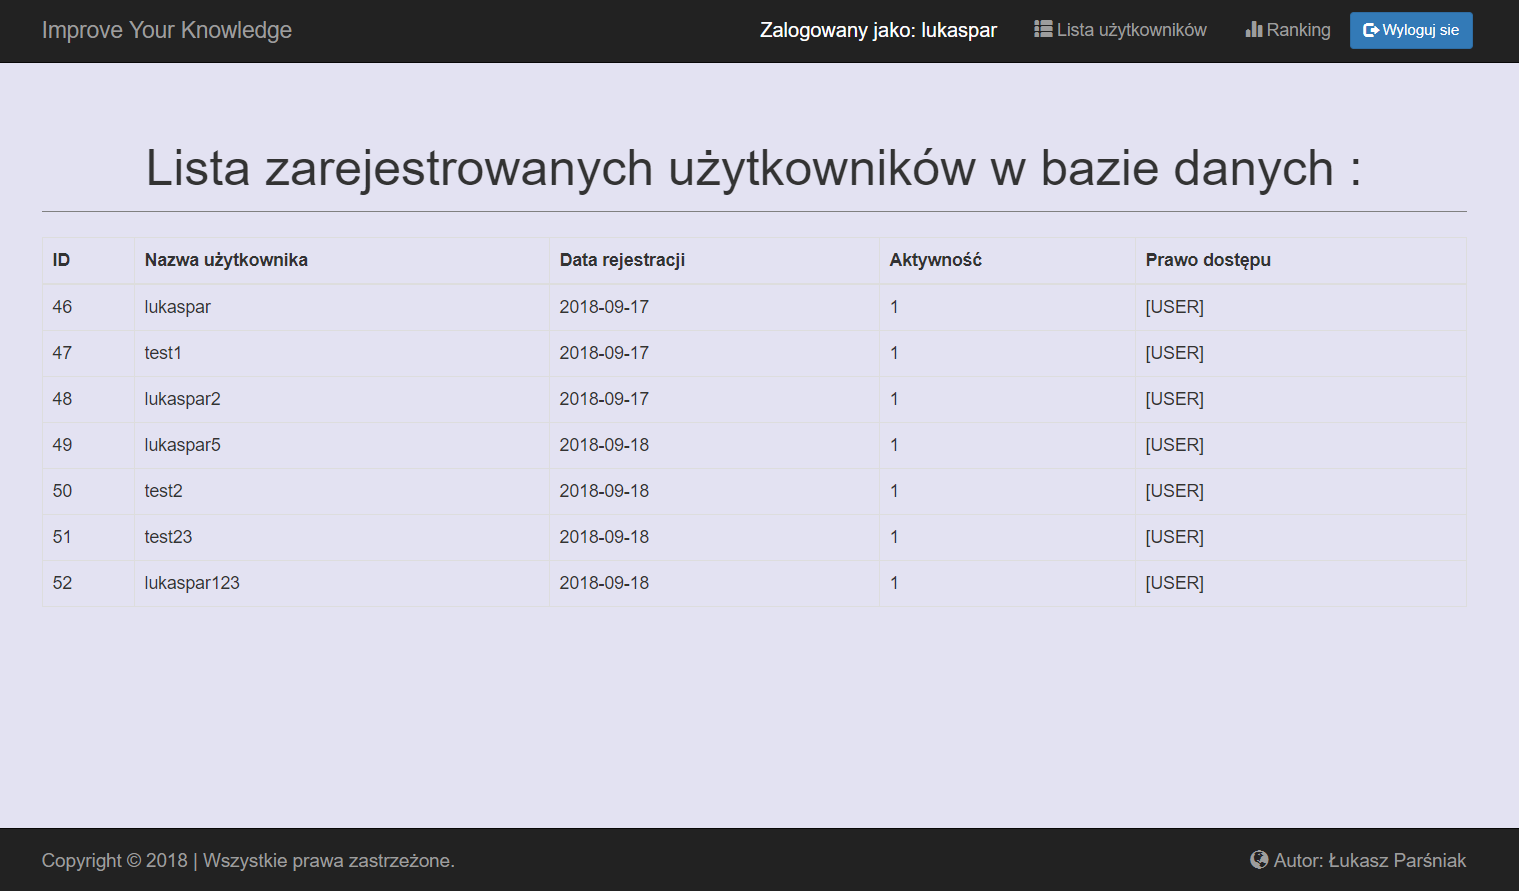 Improve Your Knowledge Zalogowany jako: lukaspar Lista użytkowników Ranking Wyloguj sie
Lista zarejestrowanych użytkowników w bazie danych :
ID Nazwa użytkownika Data rejestracji Aktywność Prawo dostępu
46 lukaspar 2018-09-17 1 [USER]
47 test1 2018-09-17 1 [USER]
48 lukaspar2 2018-09-17 1 [USER]
49 lukaspar5 2018-09-18 1 [USER]
50 test2 2018-09-18 1 [USER]
51 test23 2018-09-18 1 [USER]
52 lukaspar123 2018-09-18 1 [USER]
Copyright © 2018 | Wszystkie prawa zastrzeżone. Autor: Łukasz Parśniak